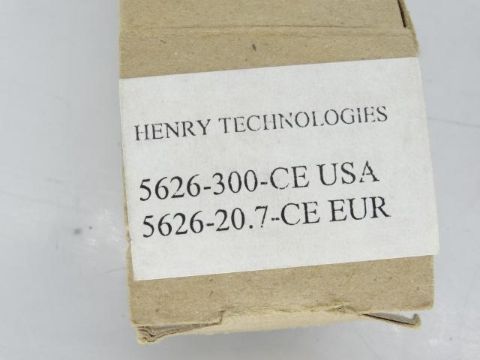 HENRY TECHNOLOGIES
5626-300-CE USA
5626-20.7-CE EUR